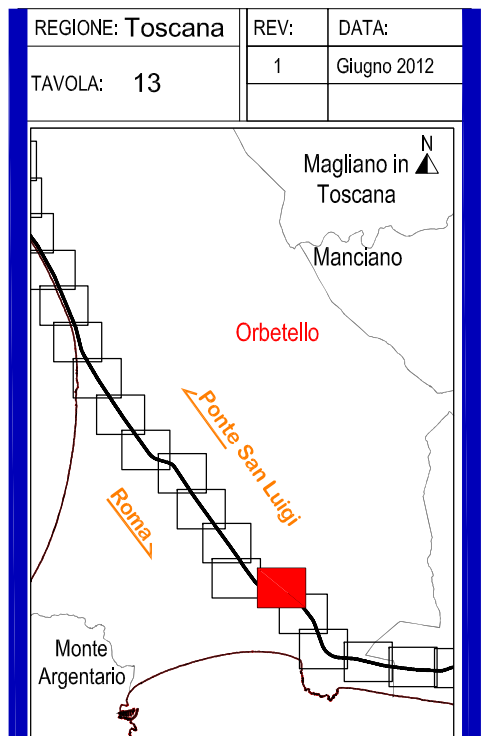 REGIONE: Toscana
REV:
DATA:
TAVOLA: 13
1
Giugno 2012
N
Magliano in
Toscana
Manciano
Orbetello
Ponte San Luigi
Roma
Monte
Argentario